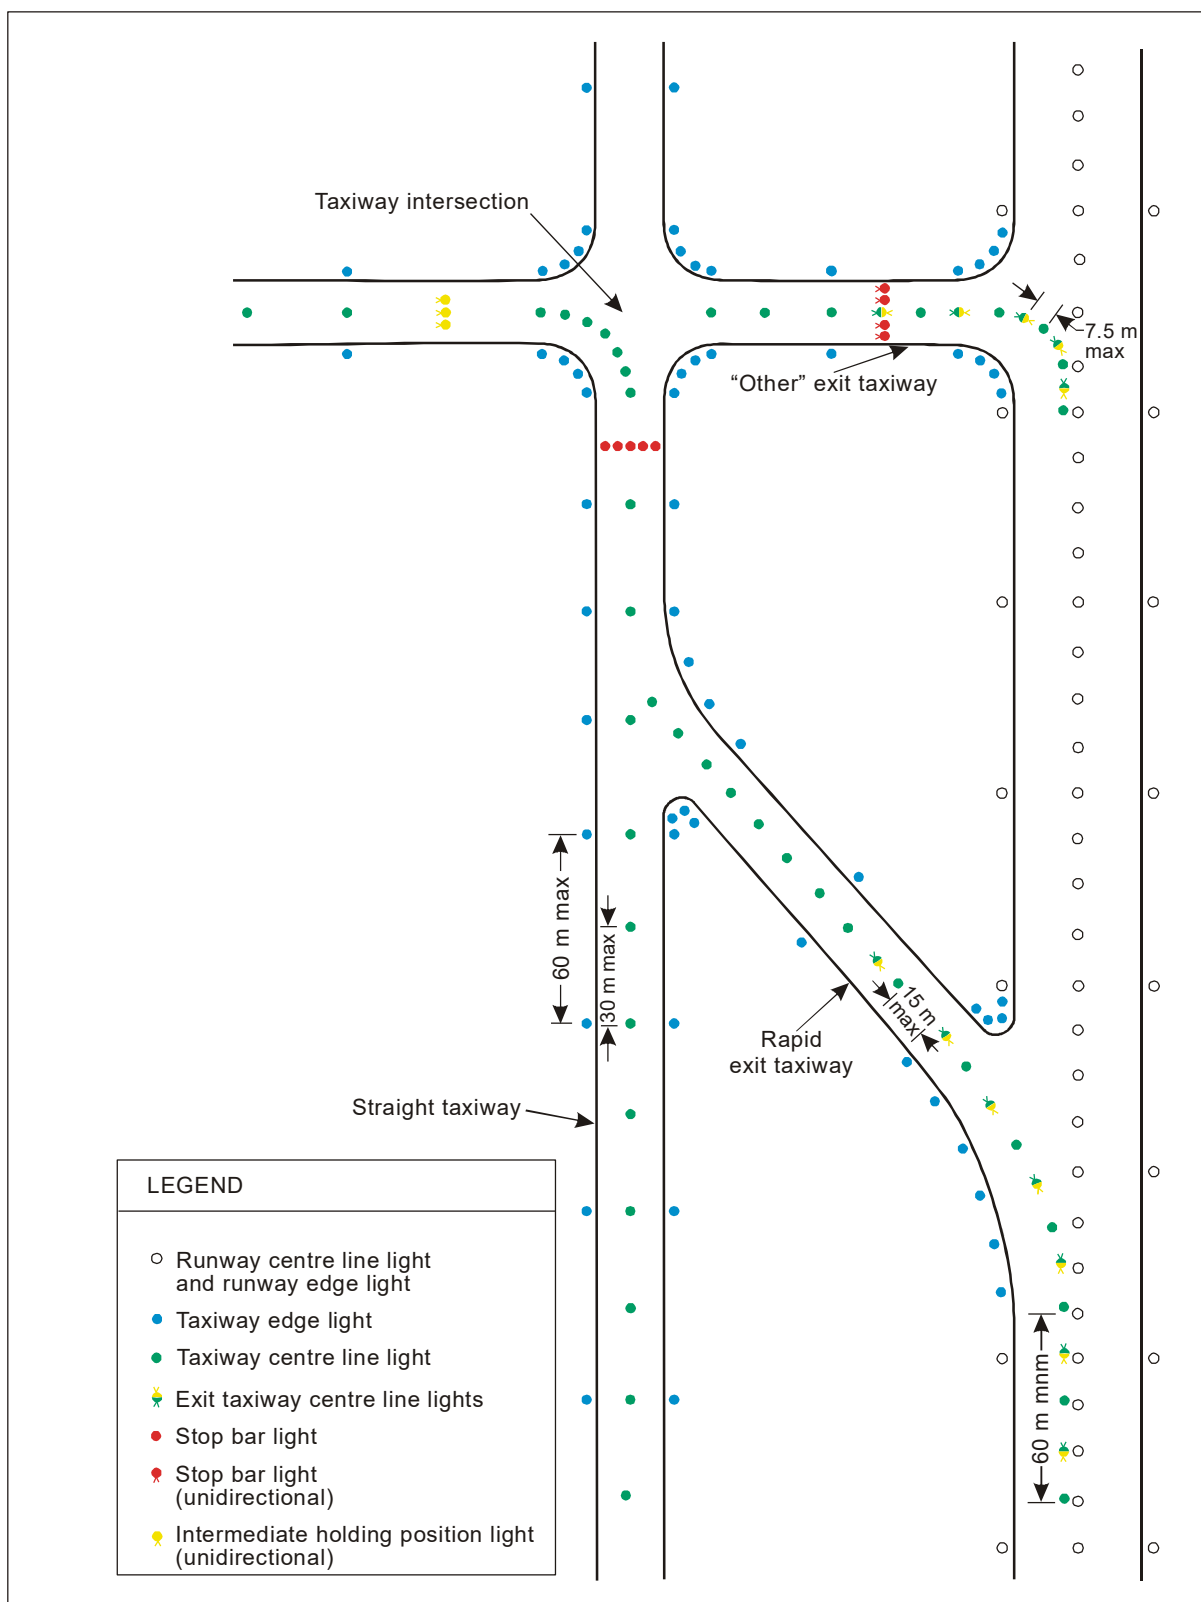 Taxiway intersection
7.5 m
max
“Other” exit taxiway
60 m max
30 m max
15 m
max
Rapid
exit taxiway
Straight taxiway
60 m mnm
LEGEND
Runway centre line light
and runway edge light
Taxiway edge light
Taxiway centre line light
Exit taxiway centre line lights
Stop bar light
Stop bar light
(unidirectional)
Intermediate holding position light
(unidirectional)